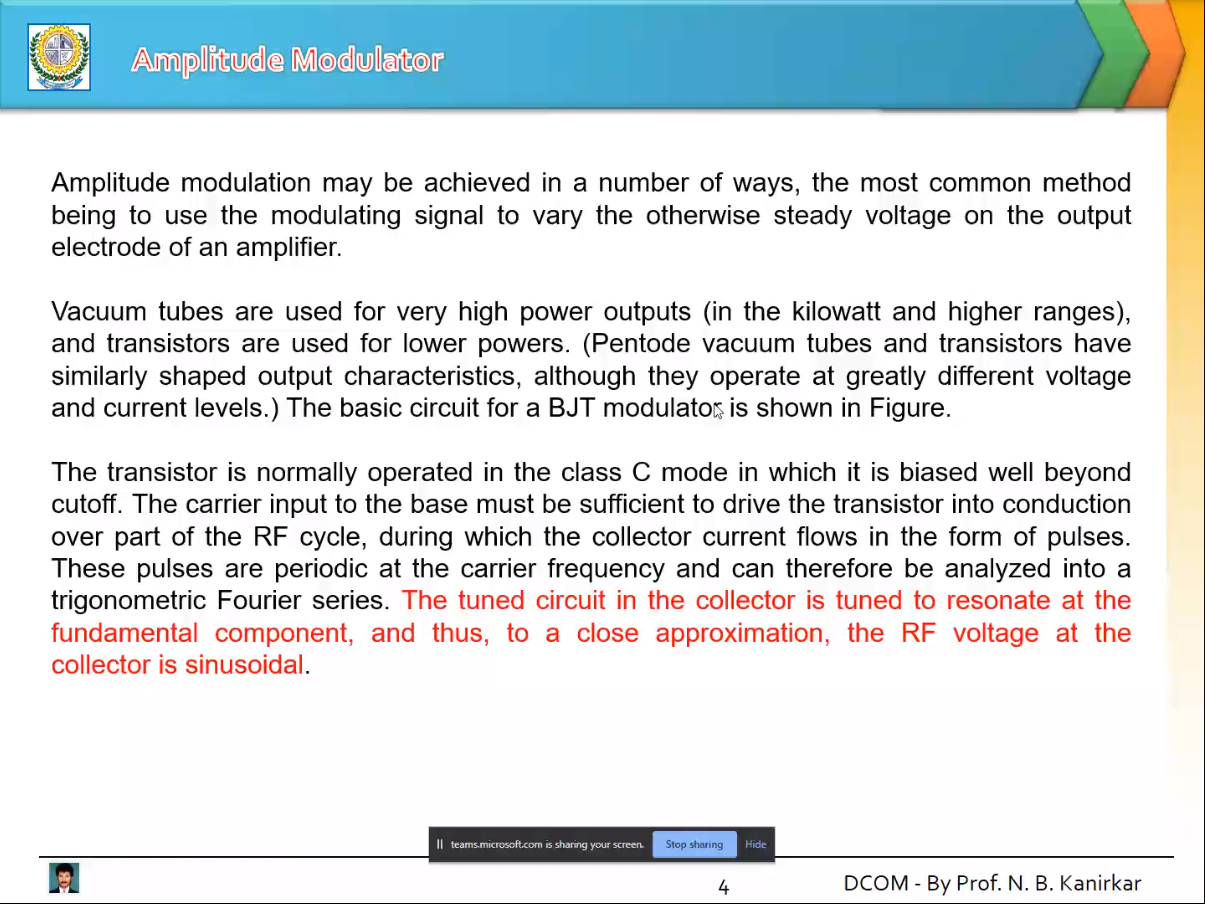 Amplitude Modulator
Amplitude modulation may be achieved in a number of ways, the most common method
being to use the modulating signal to vary the otherwise steady voltage on the output
electrode of an amplifier.
Vacuum tubes are used for very high power outputs (in the kilowatt and higher ranges),
and transistors are used for lower powers. (Pentode vacuum tubes and transistors have
similarly shaped output characteristics, although they operate at greatly different voltage
and current levels.) The basic circuit for a BJT modulator is shown in Figure.
The transistor is normally operated in the class C mode in which it is biased well beyond
cutoff. The carrier input to the base must be sufficient to drive the transistor into conduction
over part of the RF cycle, during which the collector current flows in the form of pulses.
These pulses are periodic at the carrier frequency and can therefore be analyzed into a
trigonometric Fourier series. The tuned circuit in the collector is tuned to resonate at the
fundamental component, and thus, to a close approximation, the RF voltage at the
collector is sinusoidal.
teams.microsoft.com is sharing your screen. Stop sharing Hide
4 DCOM - By Prof. N. B. Kanirkar